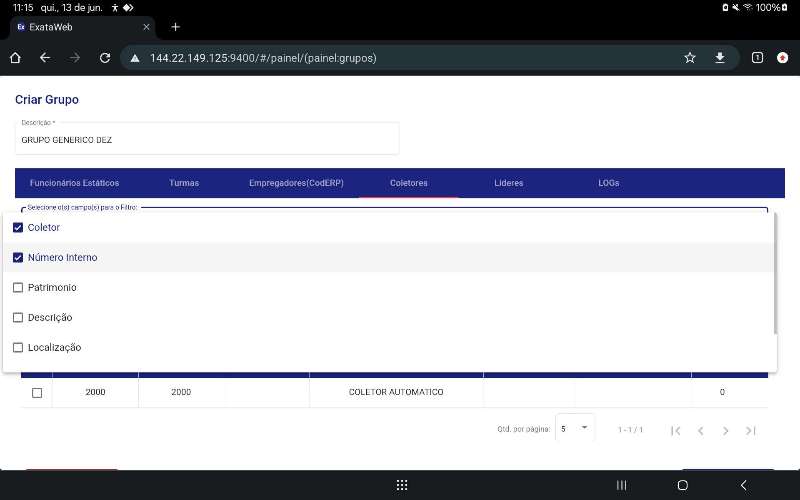 11:15 qui., 13 de jun. 100%
Ex ExataWeb
144.22.149.125:9400/#/painel/(painel:grupos) 1
Criar Grupo
Descrição *
GRUPO GENERICO DEZ
Funcionários Estáticos Turmas Empregadores(CodERP) Coletores Líderes LOGs
Selecione o(s) campo(s) para o Filtro:
Coletor
Número Interno
Patrimonio
Descrição
Localização
2000 2000 COLETOR AUTOMATICO 0
Qtd. por página: 5 1 - 1 / 1